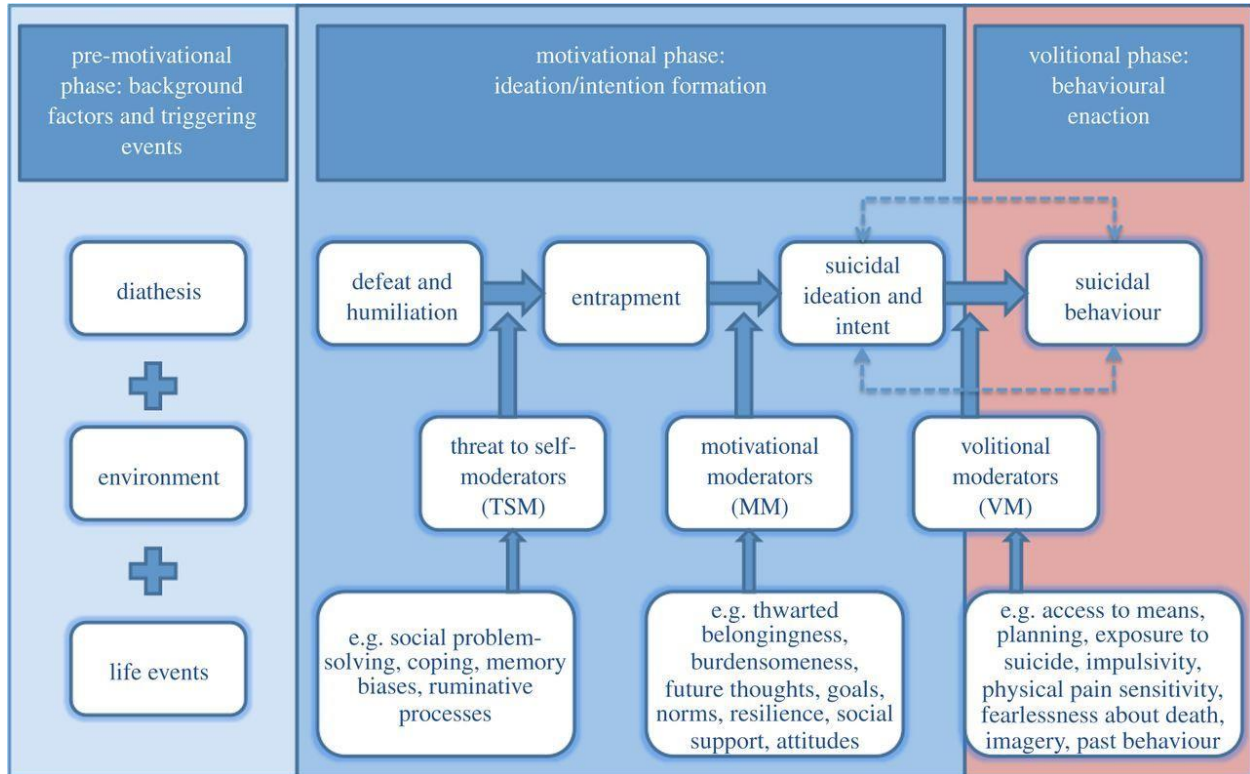 pre-motivational
phase: background
factors and triggering
events
motivational phase:
ideation/intention formation
volitional phase:
behavioural
enaction
diathesis
environment
life events
defeat and
humiliation
entrapment
suicidal
ideation and
intent
suicidal
behaviour
threat to self-
moderators
(TSM)
motivational
moderators
(MM)
volitional
moderators
(VM)
e.g. social problem-
solving, coping, memory
biases, ruminative
processes
e.g. thwarted
belongingness,
burdensomeness,
future thoughts, goals,
norms, resilience, social
support, attitudes
e.g. access to means,
planning, exposure to
suicide, impulsivity,
physical pain sensitivity,
fearlessness about death,
imagery, past behaviour